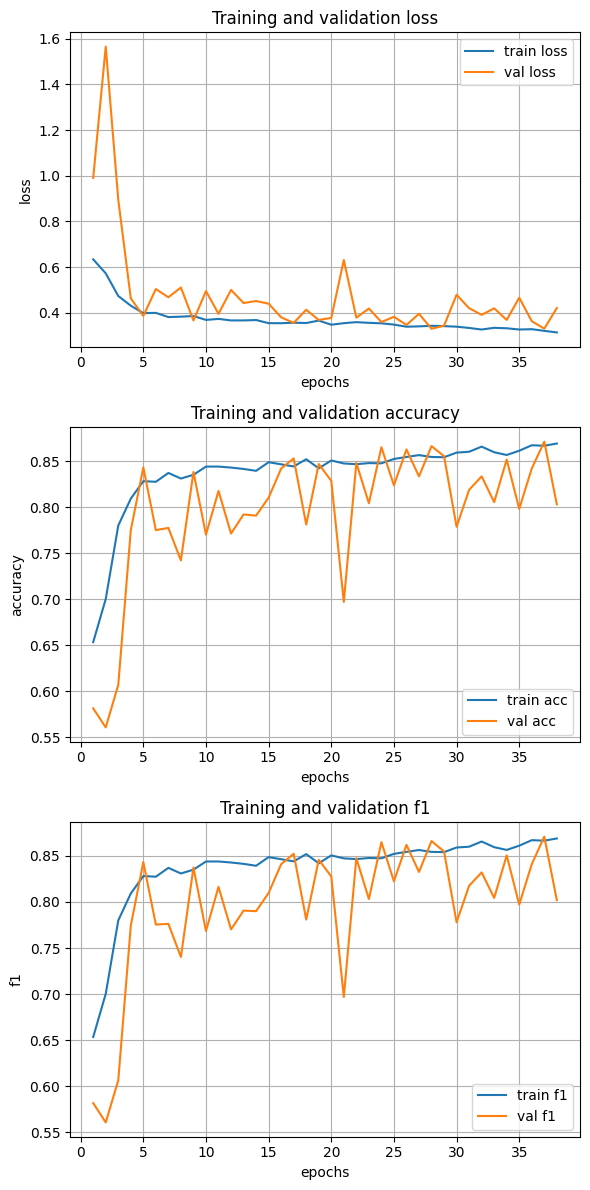 Training and validation loss
train loss
val loss
1.6
1.4
1.2
1.0
0.8
0.6
0.4
loss
0 5 10 15 20 25 30 35
epochs
Training and validation accuracy
0.85
0.80
0.75
0.70
0.65
0.60
0.55
accuracy
train acc
val acc
0 5 10 15 20 25 30 35
epochs
Training and validation f1
0.85
0.80
0.75
0.70
0.65
0.60
0.55
f1
train f1
val f1
0 5 10 15 20 25 30 35
epochs